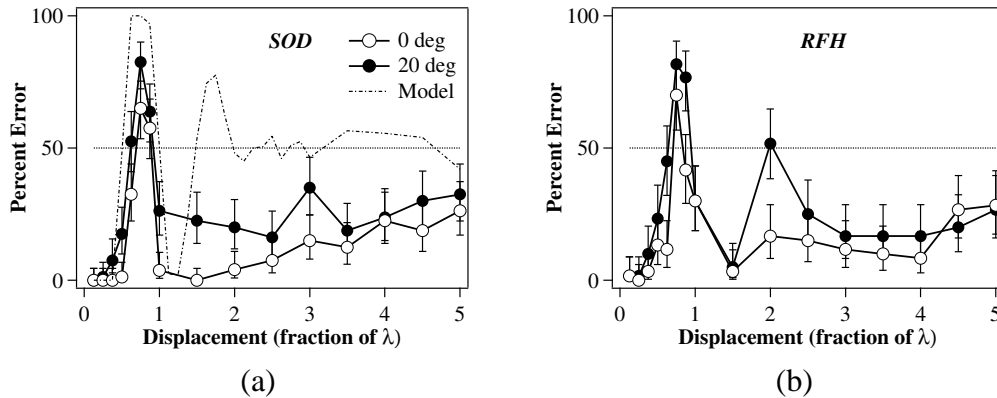 100
50
0
Percent Error
SOD
0 deg
20 deg
Model
0 1 2 3 4 5
Displacement (fraction of λ)
(a)
100
50
0
Percent Error
RFH
0 1 2 3 4 5
Displacement (fraction of λ)
(b)